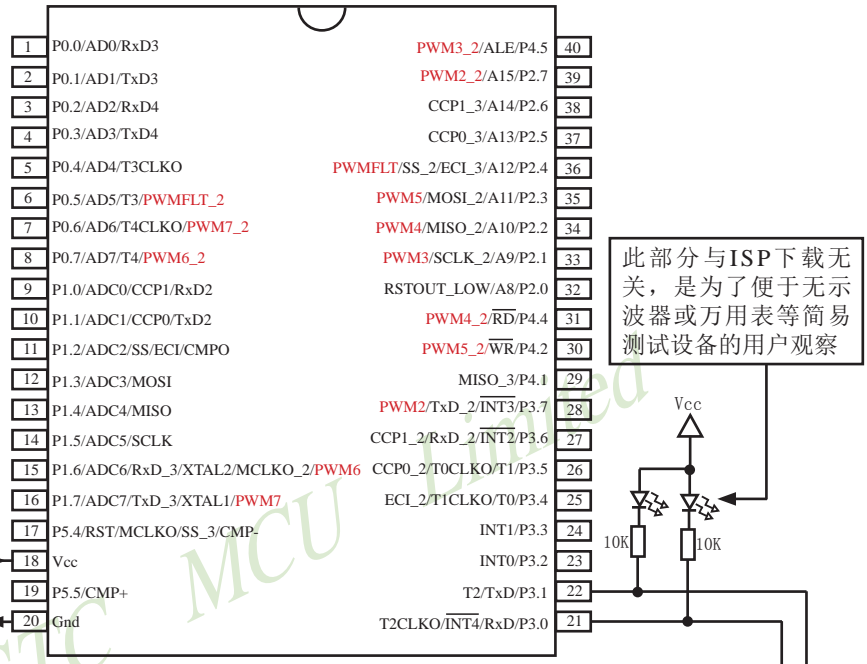 1 P0.0/AD0/RxD3
2 P0.1/AD1/TxD3
3 P0.2/AD2/RxD4
4 P0.3/AD3/TxD4
5 P0.4/AD4/T3CLKO
6 P0.5/AD5/T3/PWMFLT_2
7 P0.6/AD6/T4CLKO/PWM7_2
8 P0.7/AD7/T4/PWM6_2
9 P1.0/ADC0/CCP1/RxD2
10 P1.1/ADC1/CCP0/TxD2
11 P1.2/ADC2/SS/ECI/CMPO
12 P1.3/ADC3/MOSI
13 P1.4/ADC4/MISO
14 P1.5/ADC5/SCLK
15 P1.6/ADC6/RxD_3/XTAL2/MCLKO_2/PWM6
16 P1.7/ADC7/TxD_3/XTAL1/PWM7
17 P5.4/RST/MCLKO/SS_3/CMP-
18 Vcc
19 P5.5/CMP+
20 Gnd
PWM3_2/ALE/P4.5 40
PWM2_2/A15/P2.7 39
CCP1_3/A14/P2.6 38
CCP0_3/A13/P2.5 37
PWMFLT/SS_2/ECI_3/A12/P2.4 36
PWM5/MOSI_2/A11/P2.3 35
PWM4/MISO_2/A10/P2.2 34
PWM3/SCLK_2/A9/P2.1 33
RSTOUT_LOW/A8/P2.0 32
PWM4_2/RD/P4.4 31
PWM5_2/WR/P4.2 30
MISO_3/P4.1 29
PWM2/TxD_2/INT3/P3.7 28
CCP1_2/RxD_2/INT2/P3.6 27
CCP0_2/T0CLKO/T1/P3.5 26
ECI_2/T1CLKO/T0/P3.4 25
INT1/P3.3 24
INT0/P3.2 23
T2/TxD/P3.1 22
T2CLKO/INT4/RxD/P3.0 21
此部分与ISP下载无
关，是为了便于无示
波器或万用表等简易
测试设备的用户观察
Vcc
10K
10K
STC MCU Limited